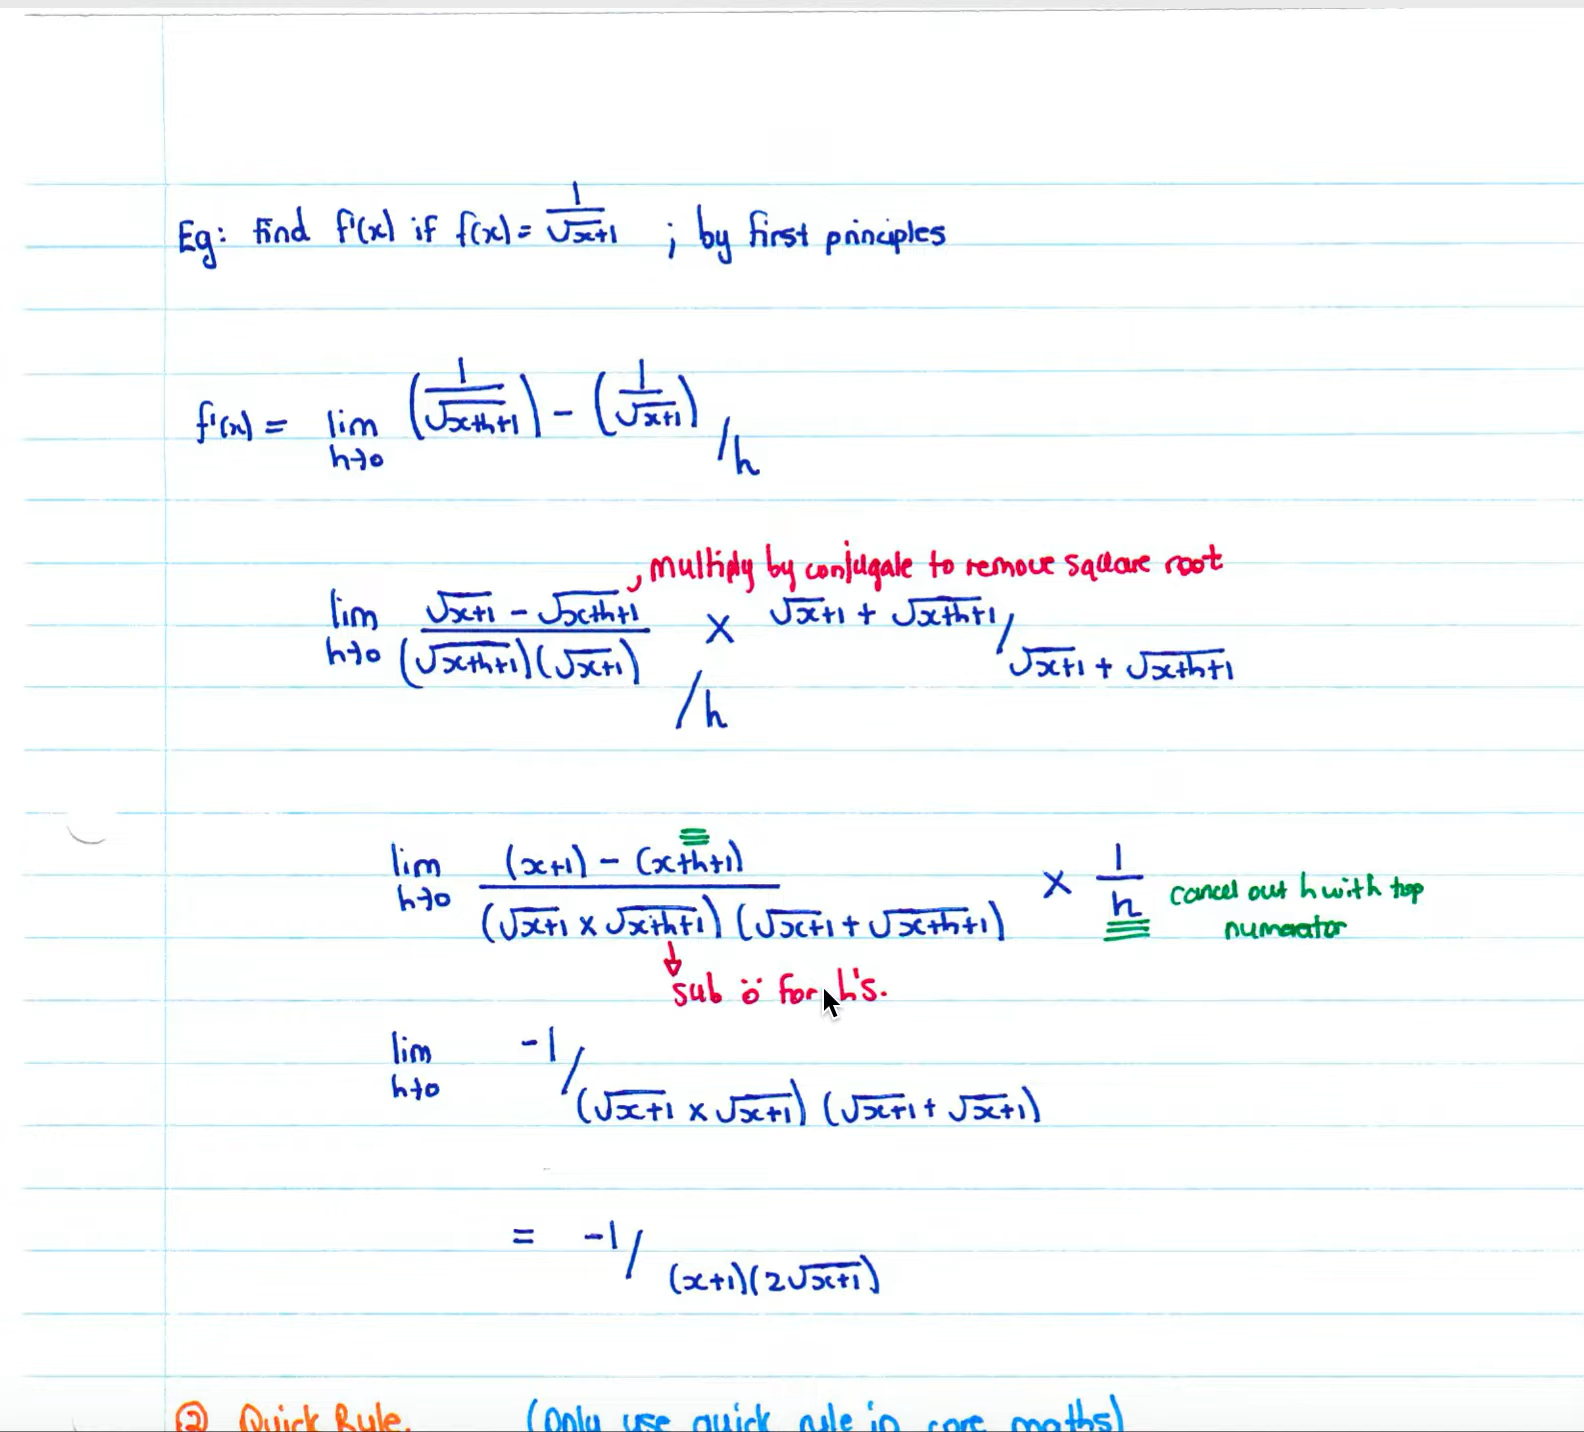 Eg: find f'(x) if f(x) = 1/√x+1 ; by first principles
f'(x) = lim h→0 (1/√x+h+1) - (1/√x+1) /h
multiply by conjugate to remove square root
lim h→0 √x+1 - √x+h+1 / (√x+h+1)(√x+1) /h × √x+1 + √x+h+1 / √x+1 + √x+h+1
lim h→0 (x+1) - (x+h+1) / (√x+1 × √x+h+1) (√x+1 + √x+h+1) × 1/h
cancel out h with top
numerator
sub ö for h's.
lim h→0 -1 / (√x+1 × √x+1) (√x+1 + √x+1)
= -1 / (x+1)(2√x+1)
② Quick Rule. (Only use quick rule in core maths)